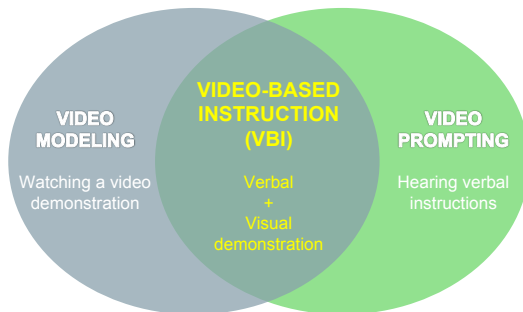 VIDEO
MODELING
Watching a video
demonstration
VIDEO-BASED
INSTRUCTION
(VBI)
Verbal
+
Visual
demonstration
VIDEO
PROMPTING
Hearing verbal
instructions